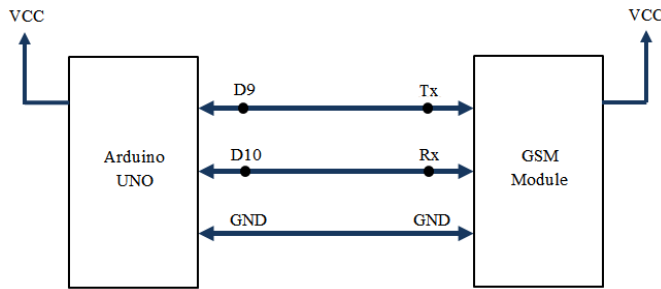 VCC
VCC
D9
Tx
Arduino
UNO
D10
Rx
GSM
Module
GND
GND